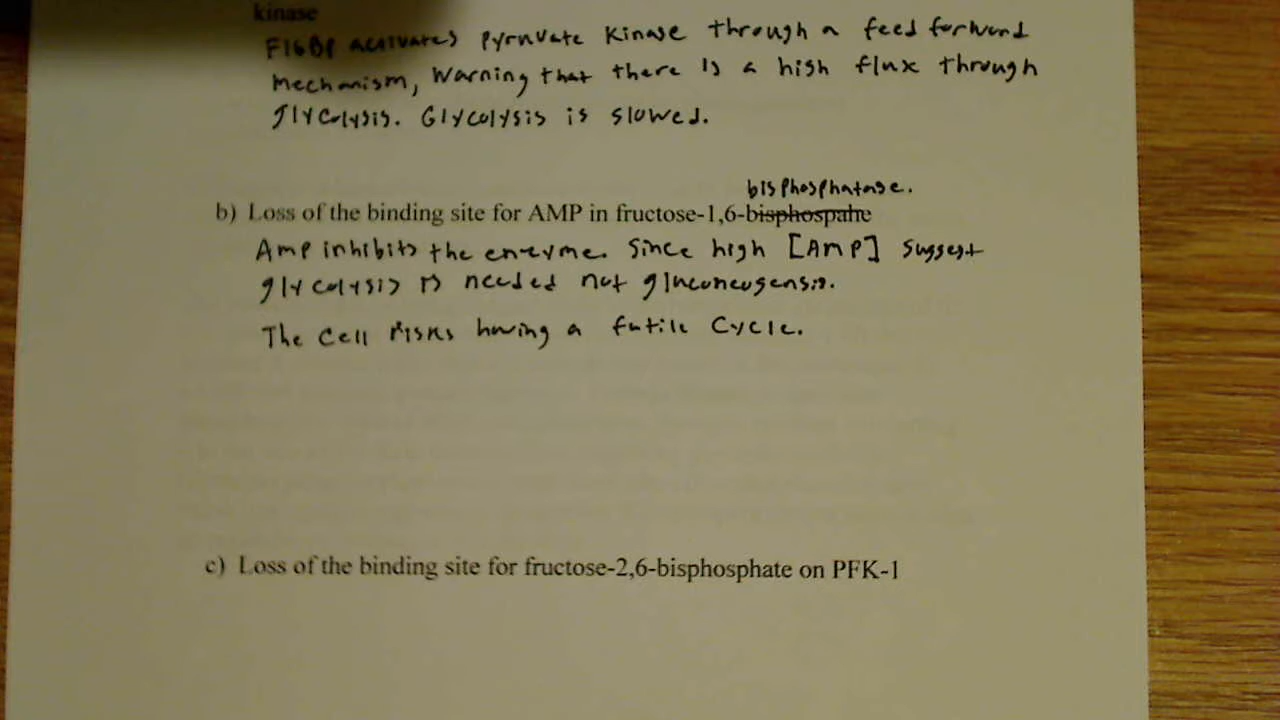 kinase
F16BP activates Pyruvate Kinase through a feed forward
Mechanism, Warning that there is a high flux through
glycolysis. Glycolysis is slowed.
bisphosphatase.
b) Loss of the binding site for AMP in fructose-1,6-bisphospahe
Amp inhibits the enzyme. Since high [AMP] suggest
glycolysis is needed not gluconeogensis.
The Cell risks having a futile Cycle.
c) Loss of the binding site for fructose-2,6-bisphosphate on PFK-1